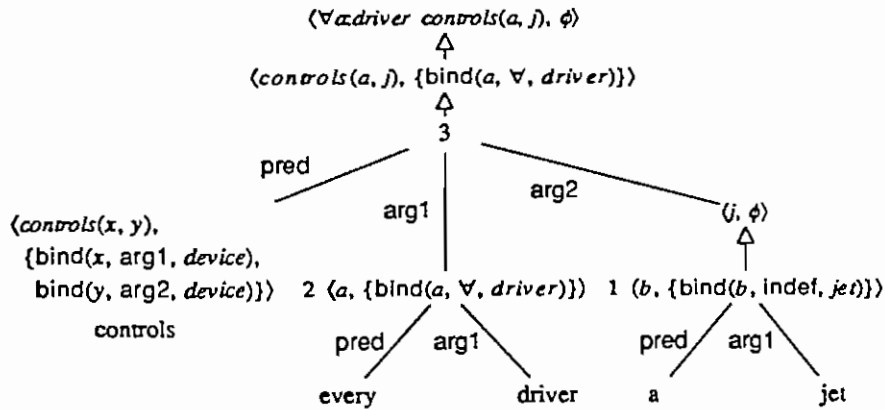 ⟨∀a:driver controls(a, j), ϕ⟩
⟨controls(a, j), {bind(a, ∀, driver)}⟩
3
pred
arg1
arg2
⟨controls(x, y),
{bind(x, arg1, device),
bind(y, arg2, device)}⟩
controls
⟨j, ϕ⟩
2 ⟨a, {bind(a, ∀, driver)}⟩
1 (b, {bind(b, indef, jet)}⟩
pred
arg1
pred
arg1
every
driver
a
jet